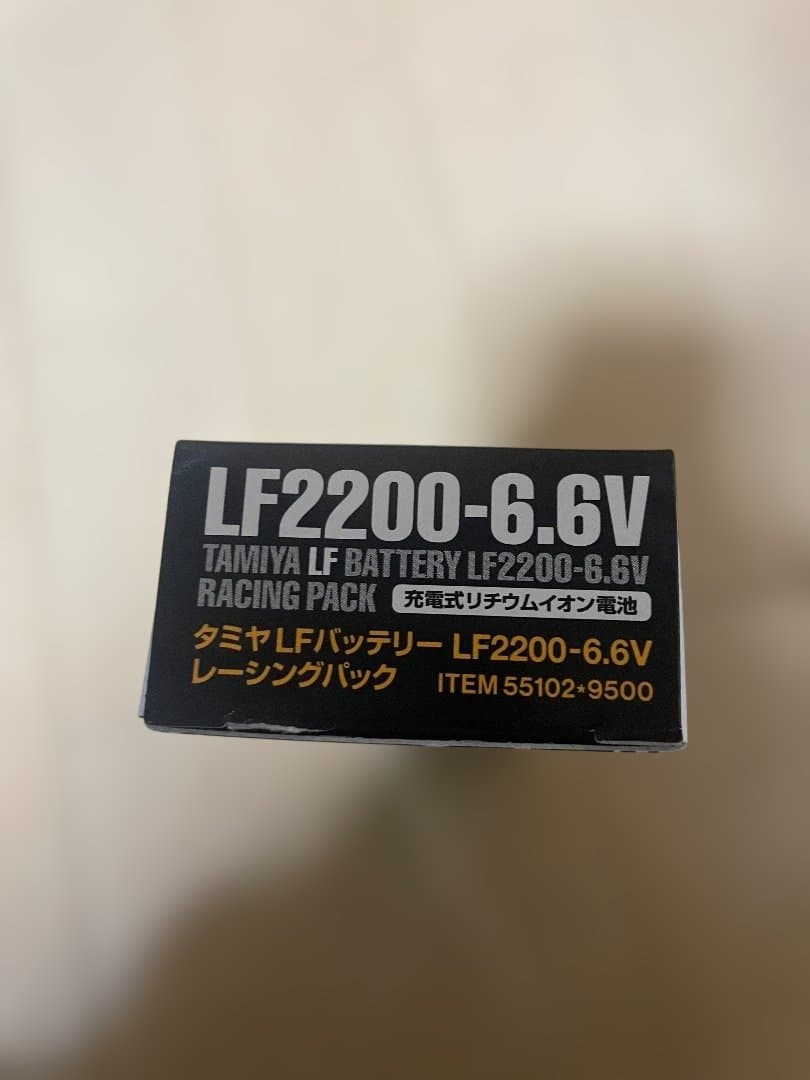 LF2200-6.6V
TAMIYA LF BATTERY LF2200-6.6V
RACING PACK 充電式リチウムイオン電池
タミヤLFバッテリー LF2200-6.6V
レーシングパック ITEM 55102*9500